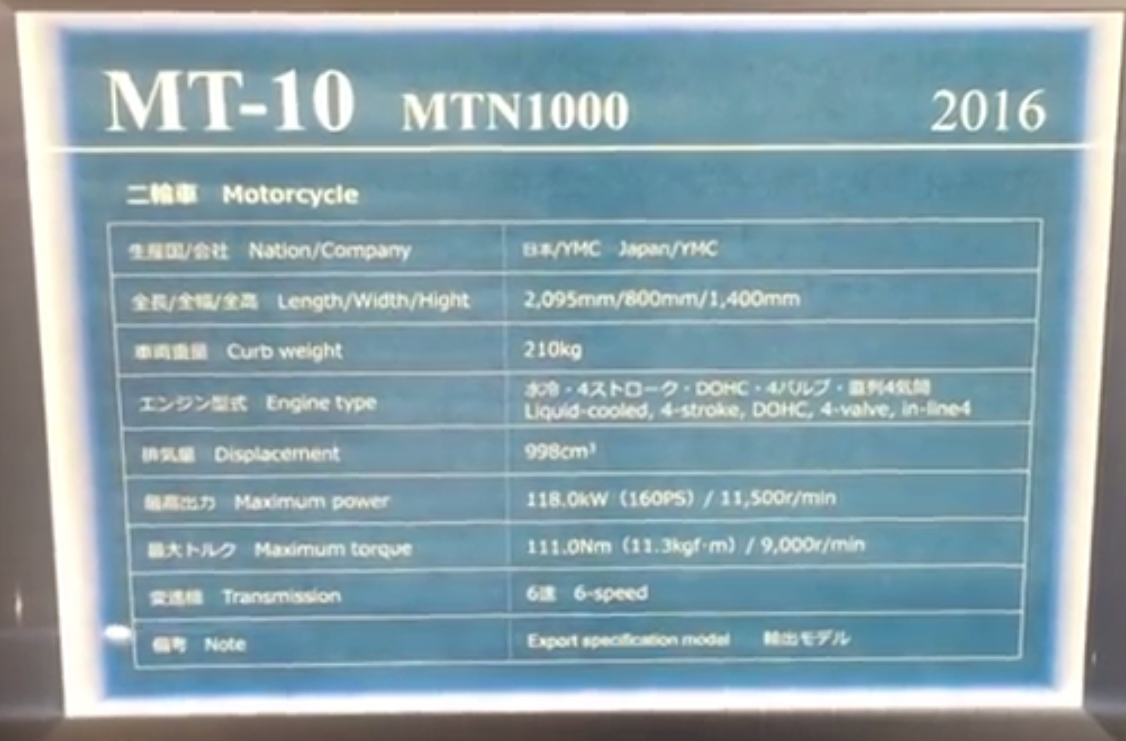 MT-10 MTN1000 2016
二輪車 Motorcycle
生産国/会社 Nation/Company 日本/YMC Japan/YMC
全長/全幅/全高 Length/Width/Hight 2,095mm/800mm/1,400mm
車両重量 Curb weight 210kg
エンジン型式 Engine type 水冷・4ストローク・DOHC・4バルブ・直列4気筒
Liquid-cooled, 4-stroke, DOHC, 4-valve, in-line4
排気量 Displacement 998cm³
最高出力 Maximum power 118.0kW（160PS）/ 11,500r/min
最大トルク Maximum torque 111.0Nm（11.3kgf·m）/ 9,000r/min
変速機 Transmission 6速 6-speed
備考 Note Export specification model 輸出モデル